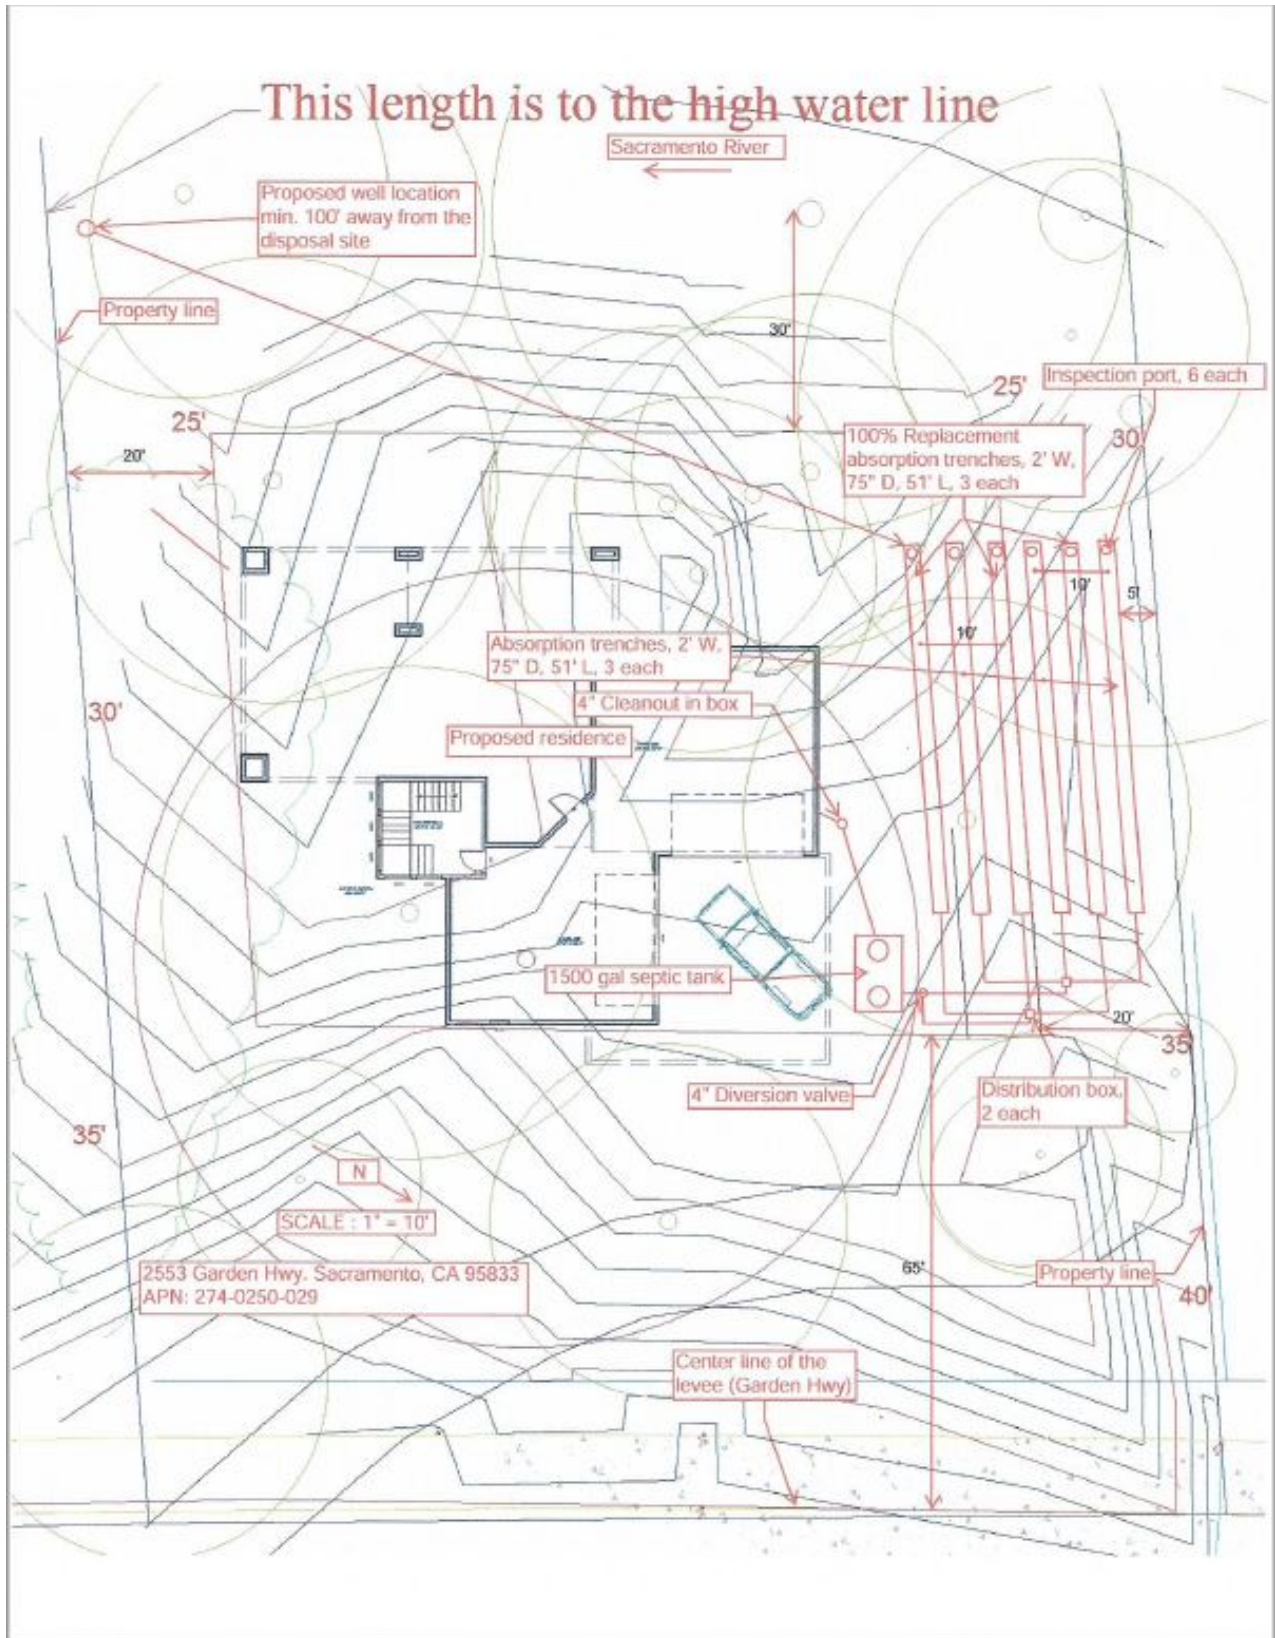 This length is to the high water line
Sacramento River
Proposed well location
min. 100' away from the
disposal site
Property line
30'
25'
Inspection port, 6 each
25'
20'
100% Replacement
absorption trenches, 2' W,
75" D, 51' L, 3 each
30'
10'
5'
10'
Absorption trenches, 2' W,
75" D, 51' L, 3 each
4" Cleanout in box
30'
Proposed residence
1500 gal septic tank
20'
35'
4" Diversion valve
Distribution box,
2 each
35'
N
SCALE : 1" = 10'
2553 Garden Hwy. Sacramento, CA 95833
APN: 274-0250-029
65'
Property line
40'
Center line of the
levee (Garden Hwy)